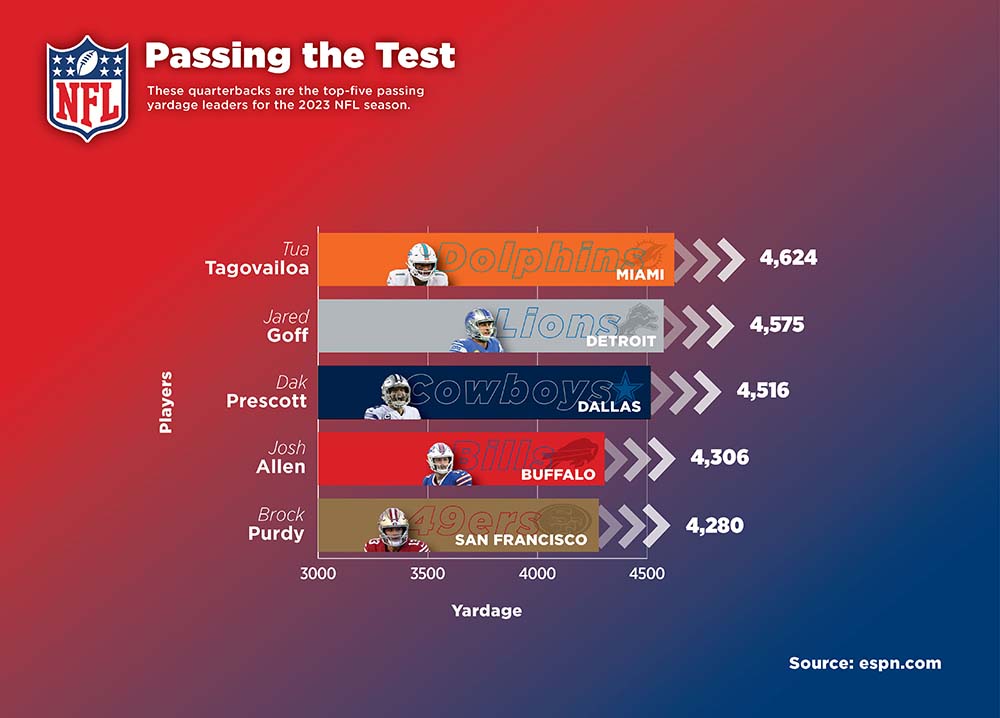 NFL
Passing the Test
These quarterbacks are the top-five passing
yardage leaders for the 2023 NFL season.
Players
Tua
Tagovailoa
Dolphins
MIAMI
4,624
Jared
Goff
Lions
DETROIT
4,575
Dak
Prescott
Cowboys
DALLAS
4,516
Josh
Allen
Bills
BUFFALO
4,306
Brock
Purdy
49ers
SAN FRANCISCO
4,280
3000 3500 4000 4500
Yardage
Source: espn.com